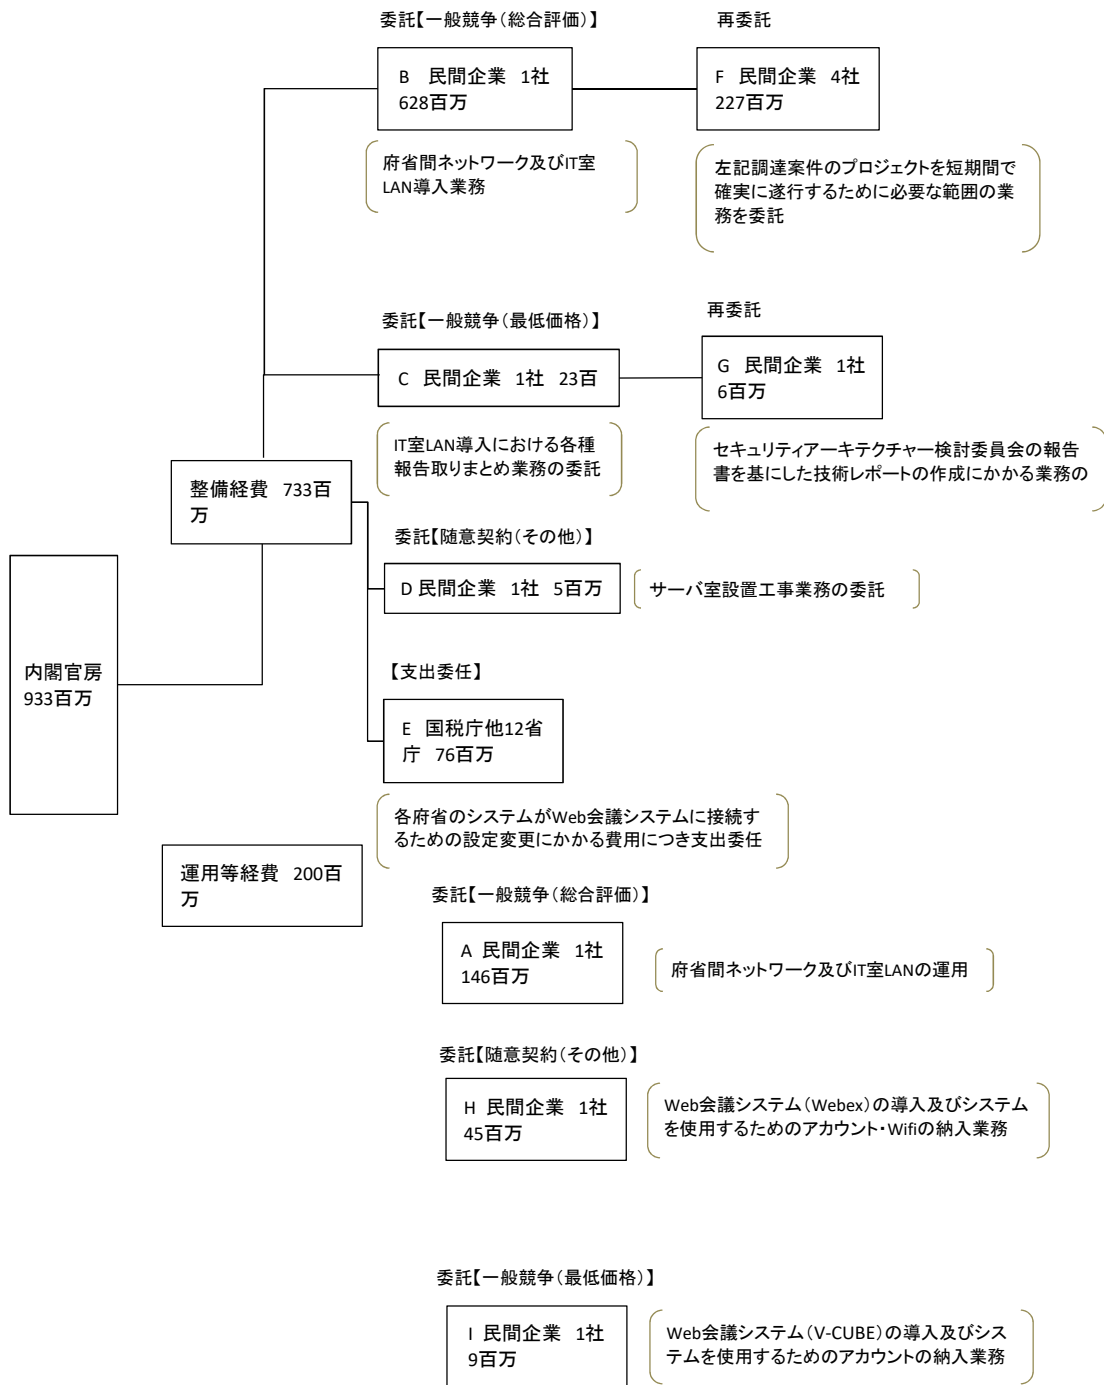 委託【一般競争（総合評価）】
再委託
B　民間企業　1社
628百万
F　民間企業　4社
227百万
府省間ネットワーク及びIT室
LAN導入業務
左記調達案件のプロジェクトを短期間で
確実に遂行するために必要な範囲の業
務を委託
委託【一般競争（最低価格）】
再委託
C　民間企業　1社　23百
G　民間企業　1社
6百万
IT室LAN導入における各種
報告取りまとめ業務の委託
セキュリティアーキテクチャー検討委員会の報告
書を基にした技術レポートの作成にかかる業務の
整備経費　733百
万
委託【随意契約（その他）】
D 民間企業　1社　5百万
サーバ室設置工事業務の委託
内閣官房
933百万
【支出委任】
E　国税庁他12省
庁　76百万
各府省のシステムがWeb会議システムに接続す
るための設定変更にかかる費用につき支出委任
運用等経費　200百
万
委託【一般競争（総合評価）】
A 民間企業　1社
146百万
府省間ネットワーク及びIT室LANの運用
委託【随意契約（その他）】
H 民間企業　1社
45百万
Web会議システム（Webex）の導入及びシステム
を使用するためのアカウント・Wifiの納入業務
委託【一般競争（最低価格）】
I 民間企業　1社
9百万
Web会議システム（V-CUBE）の導入及びシス
テムを使用するためのアカウントの納入業務